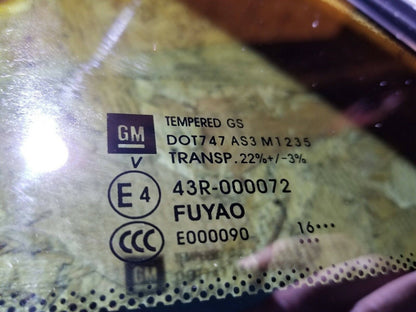 TEMPERED GS
GM
DOT747 AS3 M1235
TRANSP. 22%+/-3%
V
E4
43R-000072
FUYAO
CCC
E000090
16•••
•••
GM